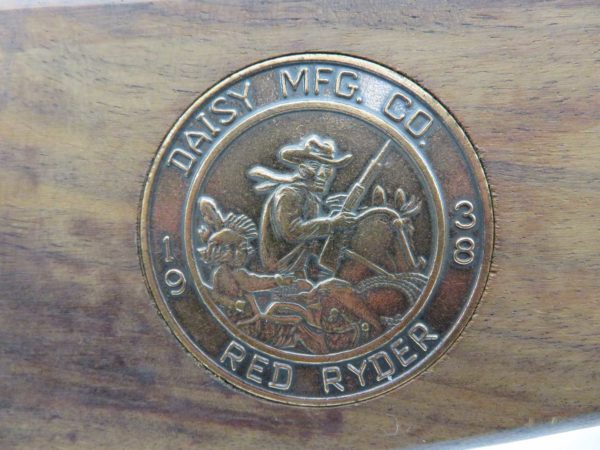 DAISY MFG. CO.
19 38
RED RYDER